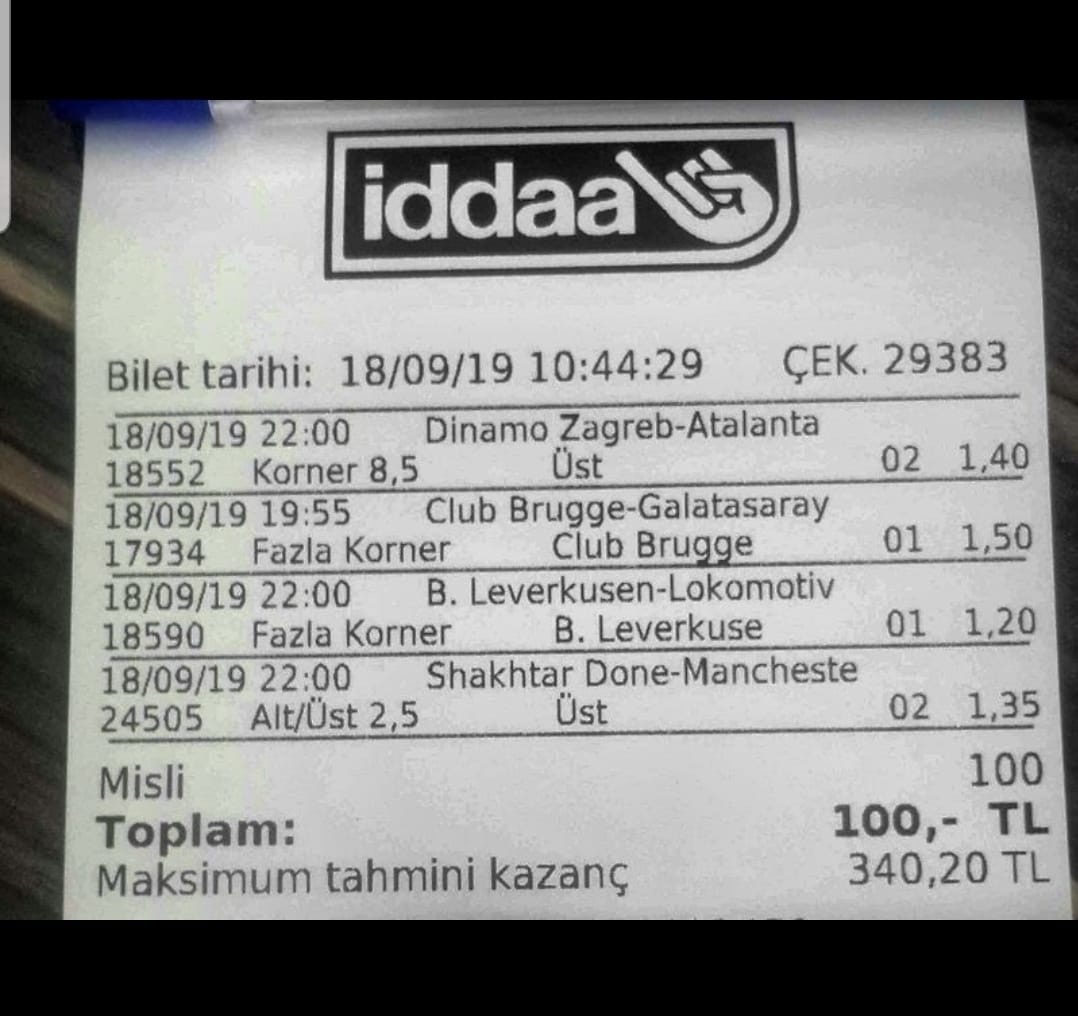 iddaa
Bilet tarihi: 18/09/19 10:44:29 ÇEK. 29383
18/09/19 22:00 Dinamo Zagreb-Atalanta
18552 Korner 8,5 Üst 02 1,40
18/09/19 19:55 Club Brugge-Galatasaray
17934 Fazla Korner Club Brugge 01 1,50
18/09/19 22:00 B. Leverkusen-Lokomotiv
18590 Fazla Korner B. Leverkuse 01 1,20
18/09/19 22:00 Shakhtar Done-Mancheste
24505 Alt/Üst 2,5 Üst 02 1,35
Misli 100
Toplam: 100,- TL
Maksimum tahmini kazanç 340,20 TL